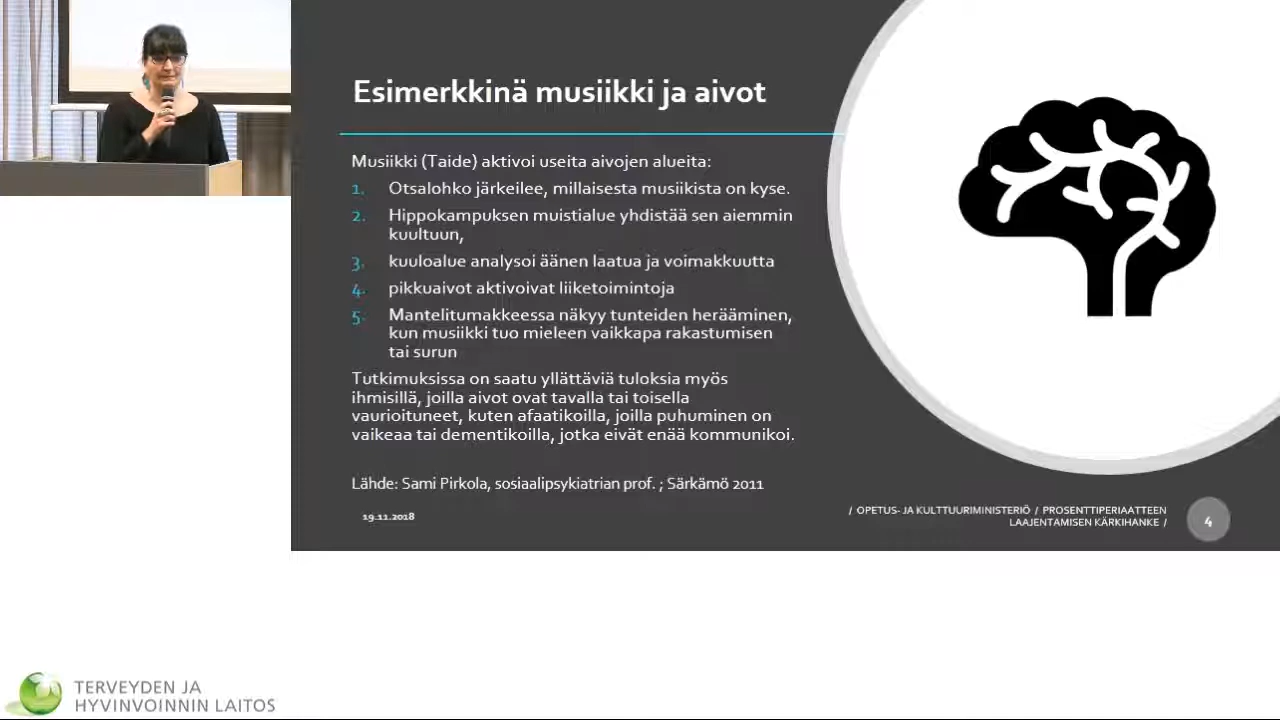 Esimerkkinä musiikki ja aivot
Musiikki (Taide) aktivoi useita aivojen alueita:
1. Otsalohko järkeilee, millaisesta musiikista on kyse.
2. Hippokampuksen muistialue yhdistää sen aiemmin
kuultuun,
3. kuuloalue analysoi äänen laatua ja voimakkuutta
4. pikkuaivot aktivoivat liiketoimintoja
5. Mantelitumakkeessa näkyy tunteiden herääminen,
kun musiikki tuo mieleen vaikkapa rakastumisen
tai surun
Tutkimuksissa on saatu yllättäviä tuloksia myös
ihmisillä, joilla aivot ovat tavalla tai toisella
vaurioituneet, kuten afaatikoilla, joilla puhuminen on
vaikeaa tai dementikoilla, jotka eivät enää kommunikoi.
Lähde: Sami Pirkola, sosiaalipsykiatrian prof. ; Särkämö 2011
19.11.2018
/ OPETUS- JA KULTTUURIMINISTERIÖ / PROSENTTIPERIAATTEEN
LAAJENTAMISEN KÄRKIHANKE /
4
TERVEYDEN JA
HYVINVOINNIN LAITOS